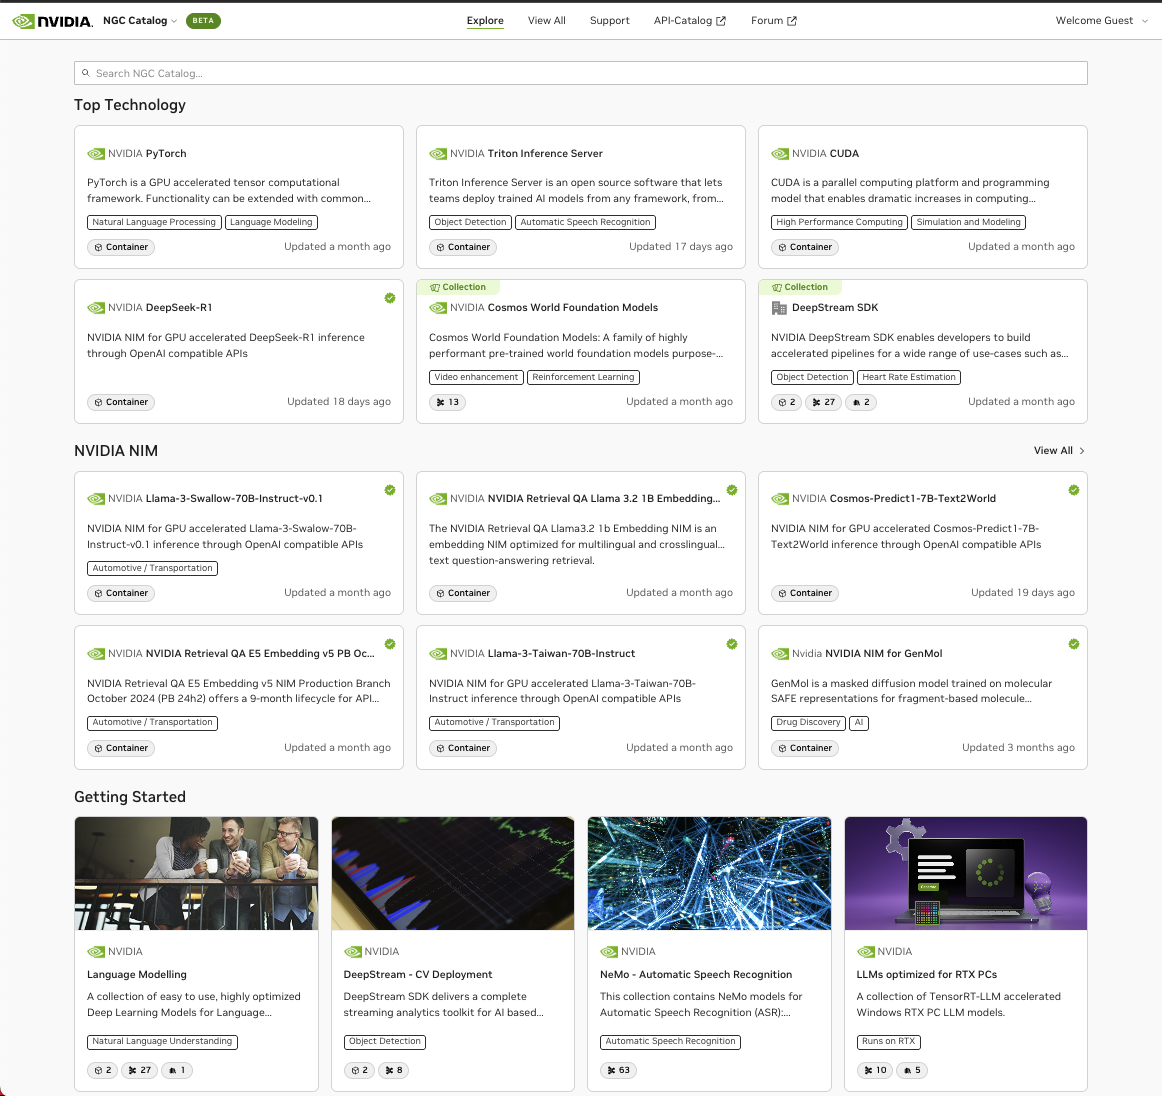 NVIDIA. NGC Catalog BETA Explore View All Support API-Catalog Forum Welcome Guest
Search NGC Catalog...
Top Technology
NVIDIA PyTorch
PyTorch is a GPU accelerated tensor computational
framework. Functionality can be extended with common...
Natural Language Processing Language Modeling
Container Updated a month ago
NVIDIA Triton Inference Server
Triton Inference Server is an open source software that lets
teams deploy trained AI models from any framework, from...
Object Detection Automatic Speech Recognition
Container Updated 17 days ago
NVIDIA CUDA
CUDA is a parallel computing platform and programming
model that enables dramatic increases in computing...
High Performance Computing Simulation and Modeling
Container Updated a month ago
NVIDIA DeepSeek-R1
NVIDIA NIM for GPU accelerated DeepSeek-R1 inference
through OpenAI compatible APIs
Container Updated 18 days ago
Collection
NVIDIA Cosmos World Foundation Models
Cosmos World Foundation Models: A family of highly
performant pre-trained world foundation models purpose-...
Video enhancement Reinforcement Learning
13 Updated a month ago
Collection
DeepStream SDK
NVIDIA DeepStream SDK enables developers to build
accelerated pipelines for a wide range of use-cases such as...
Object Detection Heart Rate Estimation
2 27 2 Updated a month ago
NVIDIA NIM View All
NVIDIA Llama-3-Swallow-70B-Instruct-v0.1
NVIDIA NIM for GPU accelerated Llama-3-Swalow-70B-
Instruct-v0.1 inference through OpenAI compatible APIs
Automotive / Transportation
Container Updated a month ago
NVIDIA NVIDIA Retrieval QA Llama 3.2 1B Embedding...
The NVIDIA Retrieval QA Llama3.2 1b Embedding NIM is an
embedding NIM optimized for multilingual and crosslingual...
text question-answering retrieval.
Container Updated a month ago
NVIDIA Cosmos-Predict1-7B-Text2World
NVIDIA NIM for GPU accelerated Cosmos-Predict1-7B-
Text2World inference through OpenAI compatible APIs
Container Updated 19 days ago
NVIDIA NVIDIA Retrieval QA E5 Embedding v5 PB Oc...
NVIDIA Retrieval QA E5 Embedding v5 NIM Production Branch
October 2024 (PB 24h2) offers a 9-month lifecycle for API...
Automotive / Transportation
Container Updated a month ago
NVIDIA Llama-3-Taiwan-70B-Instruct
NVIDIA NIM for GPU accelerated Llama-3-Taiwan-70B-
Instruct inference through OpenAI compatible APIs
Automotive / Transportation
Container Updated a month ago
Nvidia NVIDIA NIM for GenMol
GenMol is a masked diffusion model trained on molecular
SAFE representations for fragment-based molecule...
Drug Discovery AI
Container Updated 3 months ago
Getting Started
NVIDIA
Language Modelling
A collection of easy to use, highly optimized
Deep Learning Models for Language...
Natural Language Understanding
2 27 1
NVIDIA
DeepStream - CV Deployment
DeepStream SDK delivers a complete
streaming analytics toolkit for AI based...
Object Detection
2 8
NVIDIA
NeMo - Automatic Speech Recognition
This collection contains NeMo models for
Automatic Speech Recognition (ASR):...
Automatic Speech Recognition
63
NVIDIA
LLMs optimized for RTX PCs
A collection of TensorRT-LLM accelerated
Windows RTX PC LLM models.
Runs on RTX
10 5